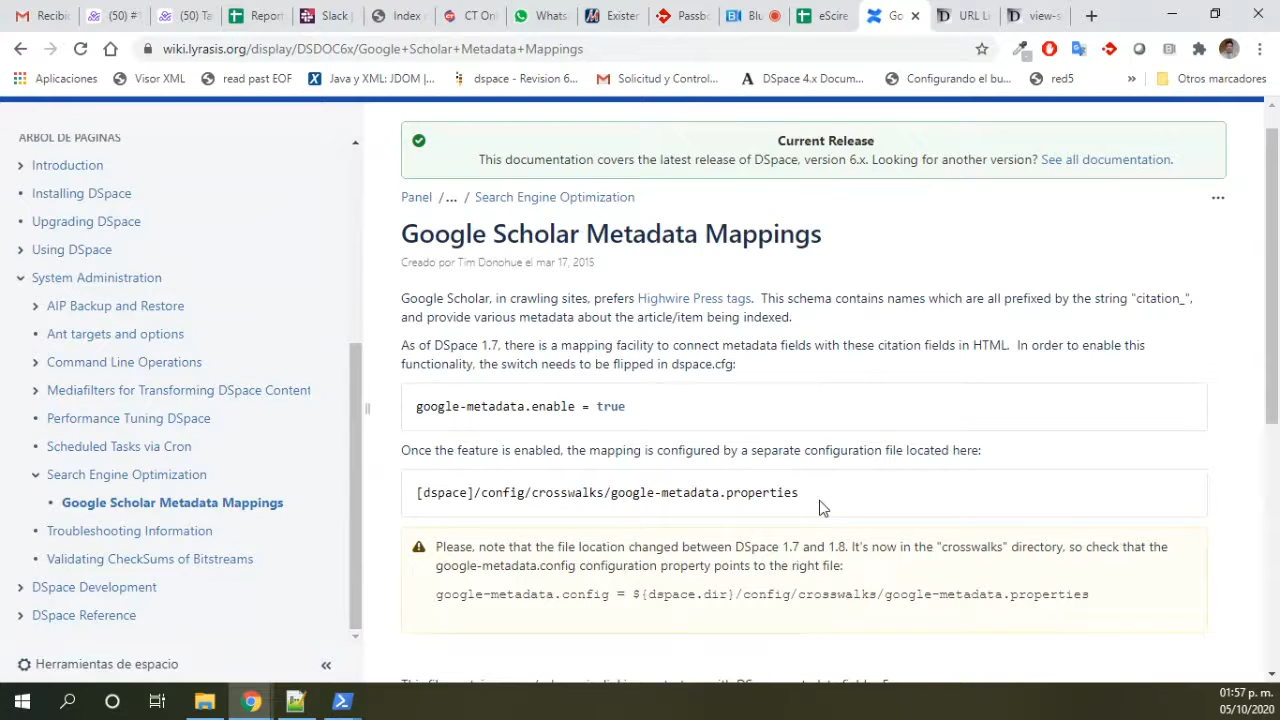 Recibic
(50) #1
(50) Ta
Report
Slack |
Index o
CT Onl
Whats
Exister
Passbo
Blu
eScire
Go
URL Li
view-s
wiki.lyrasis.org/display/DSDOC6x/Google+Scholar+Metadata+Mappings
Aplicaciones
Visor XML
read past EOF
Java y XML: JDOM |...
dspace - Revision 6...
Solicitud y Control...
DSpace 4.x Docum...
Configurando el bu...
red5
»
Otros marcadores
ÁRBOL DE PÁGINAS
Introduction
Installing DSpace
Upgrading DSpace
Using DSpace
System Administration
AIP Backup and Restore
Ant targets and options
Command Line Operations
Mediafilters for Transforming DSpace Content
Performance Tuning DSpace
Scheduled Tasks via Cron
Search Engine Optimization
Google Scholar Metadata Mappings
Troubleshooting Information
Validating CheckSums of Bitstreams
DSpace Development
DSpace Reference
Herramientas de espacio
Current Release
This documentation covers the latest release of DSpace, version 6.x. Looking for another version? See all documentation.
Panel /... / Search Engine Optimization
Google Scholar Metadata Mappings
Creado por Tim Donohue el mar 17, 2015
Google Scholar, in crawling sites, prefers Highwire Press tags. This schema contains names which are all prefixed by the string "citation_",
and provide various metadata about the article/item being indexed.
As of DSpace 1.7, there is a mapping facility to connect metadata fields with these citation fields in HTML. In order to enable this
functionality, the switch needs to be flipped in dspace.cfg:
google-metadata.enable = true
Once the feature is enabled, the mapping is configured by a separate configuration file located here:
[dspace]/config/crosswalks/google-metadata.properties
Please, note that the file location changed between DSpace 1.7 and 1.8. It's now in the "crosswalks" directory, so check that the
google-metadata.config configuration property points to the right file:
google-metadata.config = ${dspace.dir}/config/crosswalks/google-metadata.properties
01:57 p. m.
05/10/2020